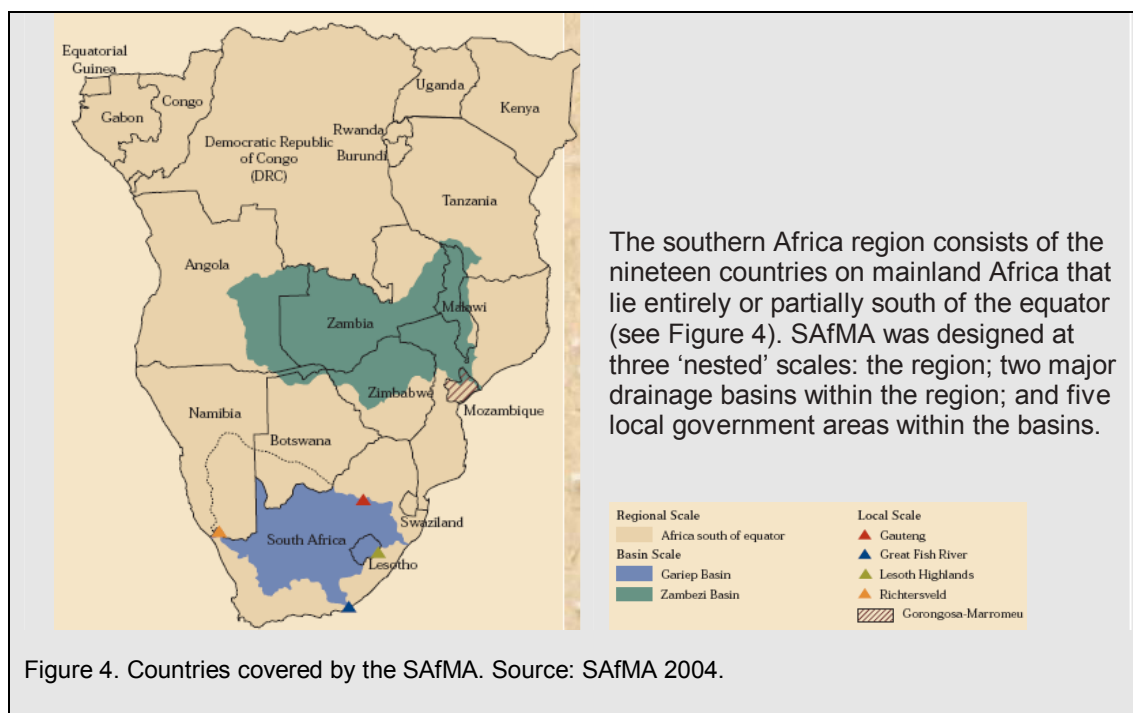 Equatorial
Guinea
Gabon
Congo
Uganda
Kenya
Rwanda
Burundi
Democratic Republic
of Congo
(DRC)
Tanzania
Angola
Malawi
Zambia
Zimbabwe
Mozambique
Namibia
Botswana
Swaziland
South Africa
Lesotho
The southern Africa region consists of the
nineteen countries on mainland Africa that
lie entirely or partially south of the equator
(see Figure 4). SAfMA was designed at
three ‘nested’ scales: the region; two major
drainage basins within the region; and five
local government areas within the basins.
Regional Scale
Africa south of equator
Basin Scale
Gariep Basin
Zambezi Basin
Local Scale
Gauteng
Great Fish River
Lesoth Highlands
Richtersveld
Gorongosa-Marromeu
Figure 4. Countries covered by the SAfMA. Source: SAfMA 2004.